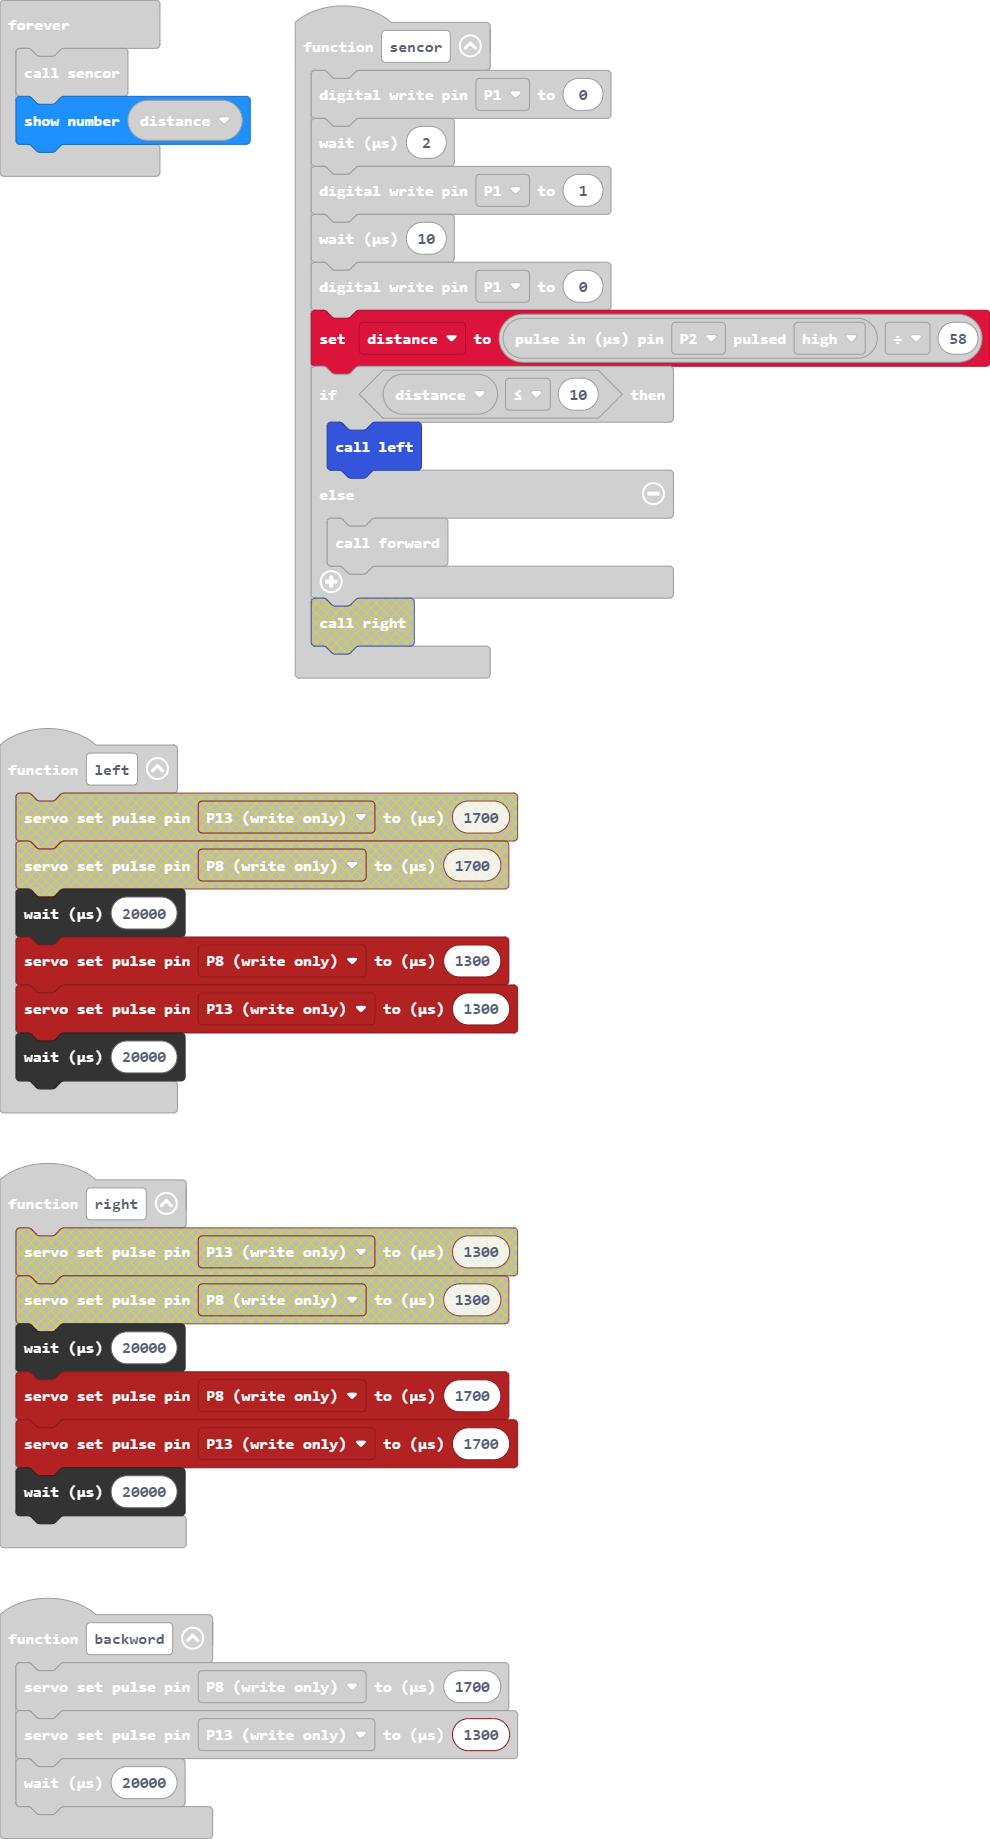 forever
call sencor
show number distance
function sencor
digital write pin P1 to 0
wait (µs) 2
digital write pin P1 to 1
wait (µs) 10
digital write pin P1 to 0
set distance to pulse in (µs) pin P2 pulsed high ÷ 58
if distance ≤ 10 then
call left
else
call forward
call right
function left
servo set pulse pin P13 (write only) to (µs) 1700
servo set pulse pin P8 (write only) to (µs) 1700
wait (µs) 20000
servo set pulse pin P8 (write only) to (µs) 1300
servo set pulse pin P13 (write only) to (µs) 1300
wait (µs) 20000
function right
servo set pulse pin P13 (write only) to (µs) 1300
servo set pulse pin P8 (write only) to (µs) 1300
wait (µs) 20000
servo set pulse pin P8 (write only) to (µs) 1700
servo set pulse pin P13 (write only) to (µs) 1700
wait (µs) 20000
function backword
servo set pulse pin P8 (write only) to (µs) 1700
servo set pulse pin P13 (write only) to (µs) 1300
wait (µs) 20000